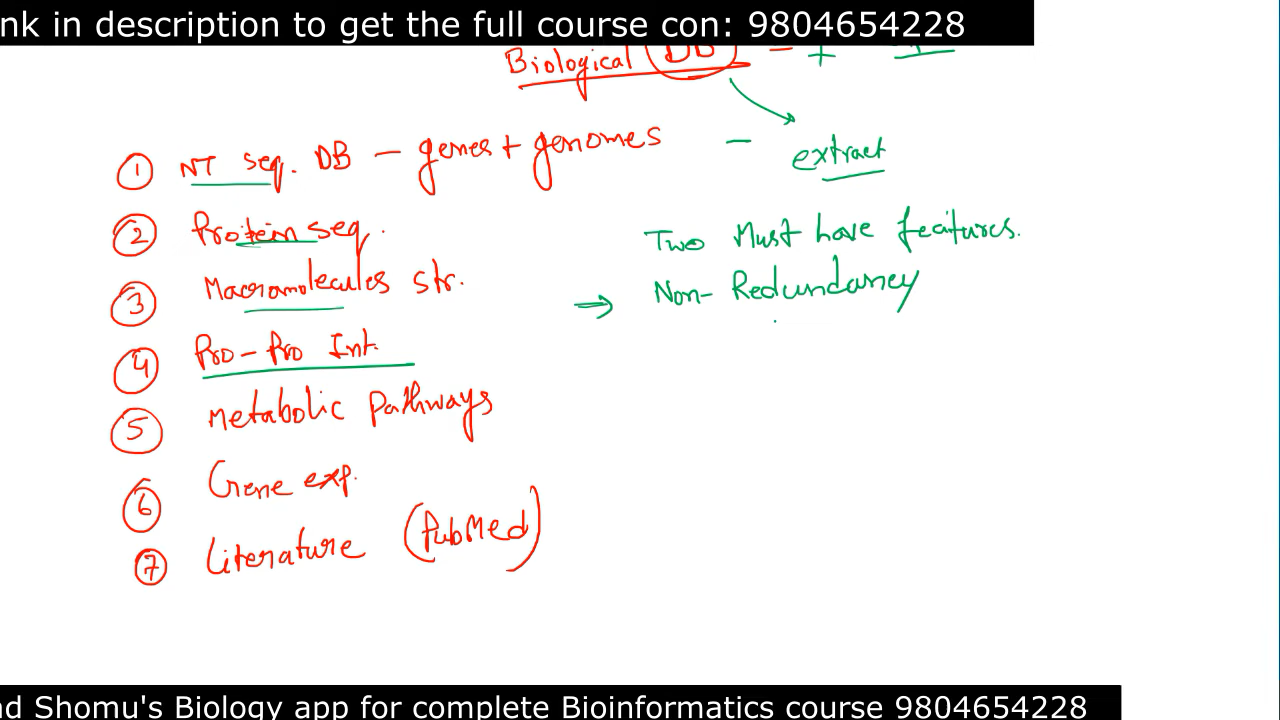 nk in description to get the full course con: 9804654228
Biological DB - +
extract
① NT seq. DB - genes + genomes -
② Protein seq.
③ Macromolecules str.
④ Pro-Pro Int.
⑤ Metabolic Pathways
⑥ Gene exp.
⑦ Literature (PubMed)
Two Must have features.
⇒ Non-Redundancy
nd Shomu's Biology app for complete Bioinformatics course 9804654228